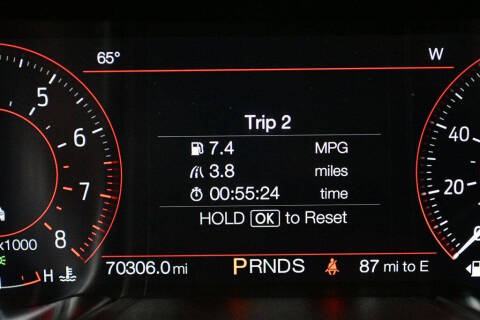 65° W
Trip 2
7.4 MPG
3.8 miles
00:55:24 time
HOLD OK to Reset
70306.0 mi PRNDS 87 mi to E
5
6
7
8
x1000
H
40
20
0